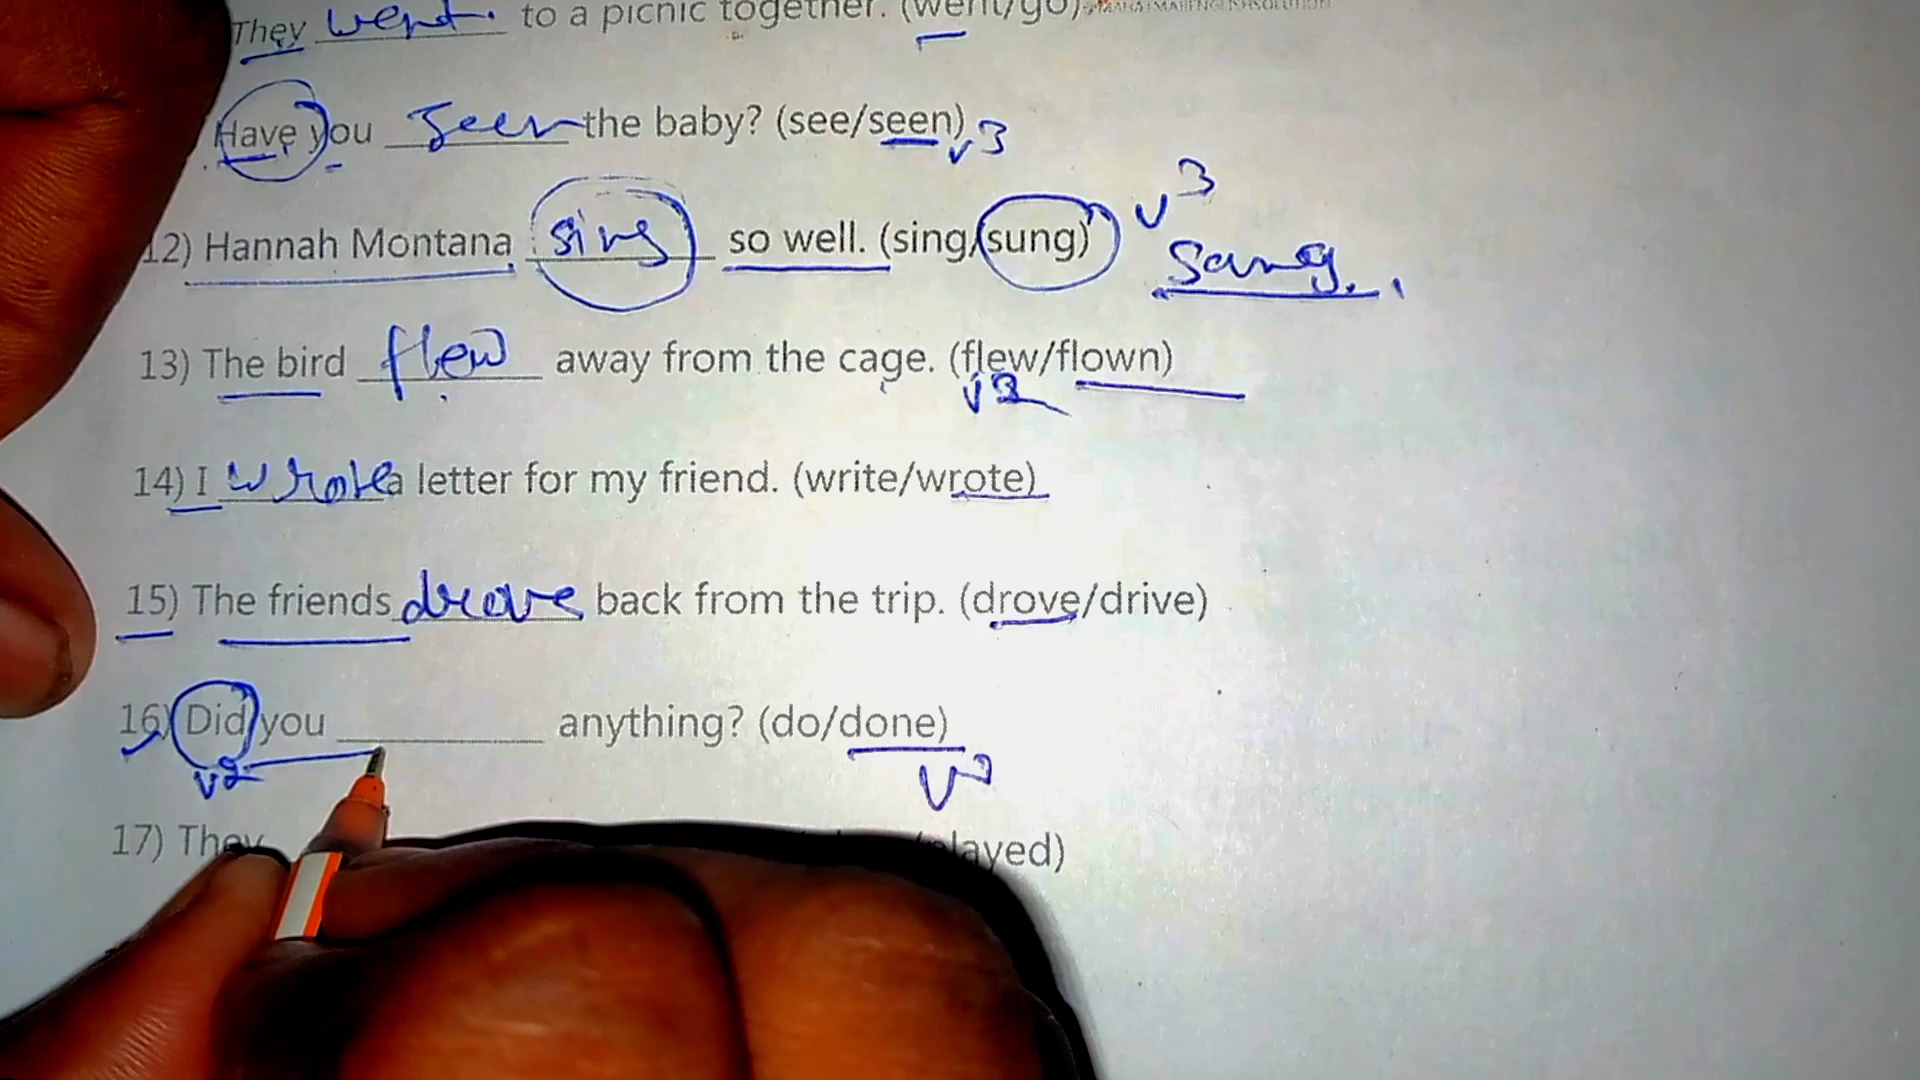 They went. to a picnic together. (went/go)
Have you seen the baby? (see/seen) v3
12) Hannah Montana sing so well. (sing/sung) v3 sang.
13) The bird flew away from the cage. (flew/flown)
v2
14) I wrote a letter for my friend. (write/wrote)
15) The friends drove back from the trip. (drove/drive)
16) Did you ________ anything? (do/done)
v2 v3
17) They played)